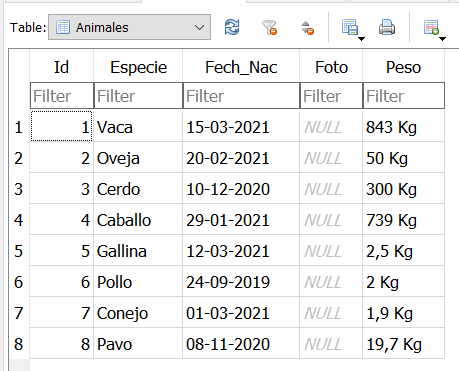 Table: Animales
Id Especie Fech_Nac Foto Peso
Filter Filter Filter Filter Filter
1 1 Vaca 15-03-2021 NULL 843 Kg
2 2 Oveja 20-02-2021 NULL 50 Kg
3 3 Cerdo 10-12-2020 NULL 300 Kg
4 4 Caballo 29-01-2021 NULL 739 Kg
5 5 Gallina 12-03-2021 NULL 2,5 Kg
6 6 Pollo 24-09-2019 NULL 2 Kg
7 7 Conejo 01-03-2021 NULL 1,9 Kg
8 8 Pavo 08-11-2020 NULL 19,7 Kg